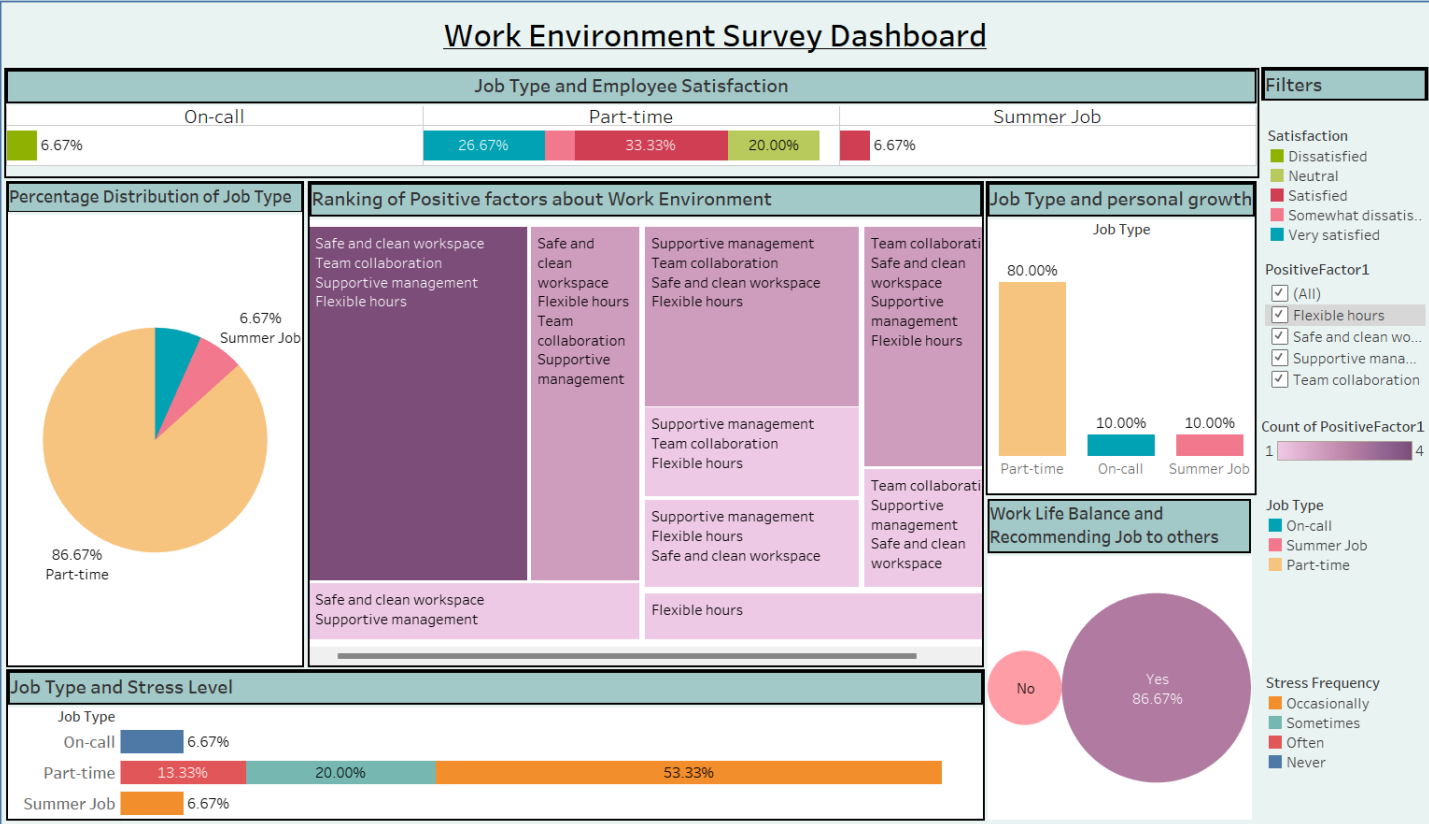 Work Environment Survey Dashboard
Job Type and Employee Satisfaction
On-call
Part-time
Summer Job
6.67%
26.67%
33.33%
20.00%
6.67%
Filters
Satisfaction
Dissatisfied
Neutral
Satisfied
Somewhat dissatis..
Very satisfied
PositiveFactor1
(All)
Flexible hours
Safe and clean wo...
Supportive mana...
Team collaboration
Count of PositiveFactor1
1
4
Job Type
On-call
Summer Job
Part-time
Stress Frequency
Occasionally
Sometimes
Often
Never
Percentage Distribution of Job Type
6.67%
Summer Job
86.67%
Part-time
Ranking of Positive factors about Work Environment
Safe and clean workspace
Team collaboration
Supportive management
Flexible hours
Safe and
clean
workspace
Flexible hours
Team
collaboration
Supportive
management
Supportive management
Team collaboration
Safe and clean workspace
Flexible hours
Team collaborati
Safe and clean
workspace
Supportive
management
Flexible hours
Supportive management
Team collaboration
Flexible hours
Supportive management
Flexible hours
Safe and clean workspace
Team collaborati
Supportive
management
Safe and clean
workspace
Safe and clean workspace
Supportive management
Flexible hours
Job Type and personal growth
Job Type
80.00%
10.00%
10.00%
Part-time
On-call
Summer Job
Work Life Balance and
Recommending Job to others
No
Yes
86.67%
Job Type and Stress Level
Job Type
On-call
6.67%
Part-time
13.33%
20.00%
53.33%
Summer Job
6.67%